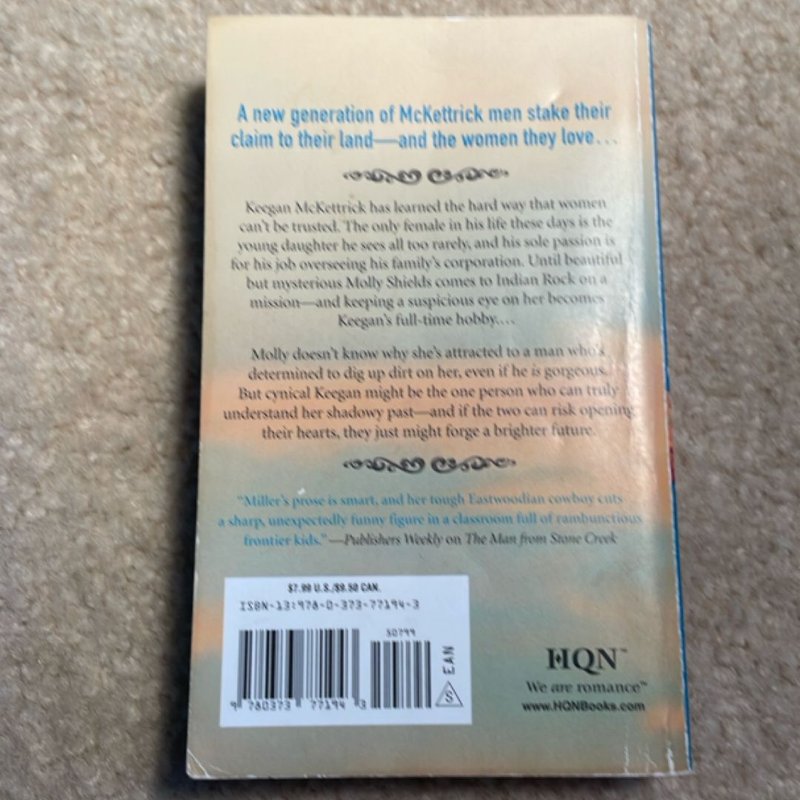 A new generation of McKettrick men stake their
claim to their land—and the women they love...
Keegan McKettrick has learned the hard way that women
can't be trusted. The only female in his life these days is the
young daughter he sees all too rarely, and his sole passion is
for his job overseeing his family's corporation. Until beautiful
but mysterious Molly Shields comes to Indian Rock on a
mission—and keeping a suspicious eye on her becomes
Keegan's full-time hobby....
Molly doesn't know why she's attracted to a man who's
determined to dig up dirt on her, even if he is gorgeous.
But cynical Keegan might be the one person who can truly
understand her shadowy past—and if the two can risk opening
their hearts, they just might forge a brighter future.
"Miller's prose is smart, and her tough Eastwoodian cowboy cuts
a sharp, unexpectedly funny figure in a classroom full of rambunctious
frontier kids." —Publishers Weekly on The Man from Stone Creek
$7.99 U.S./$9.50 CAN.
ISBN-13:978-0-373-77194-3
50799
EAN
S
9 780373 77194 3
HQN™
We are romance™
www.HQNBooks.com